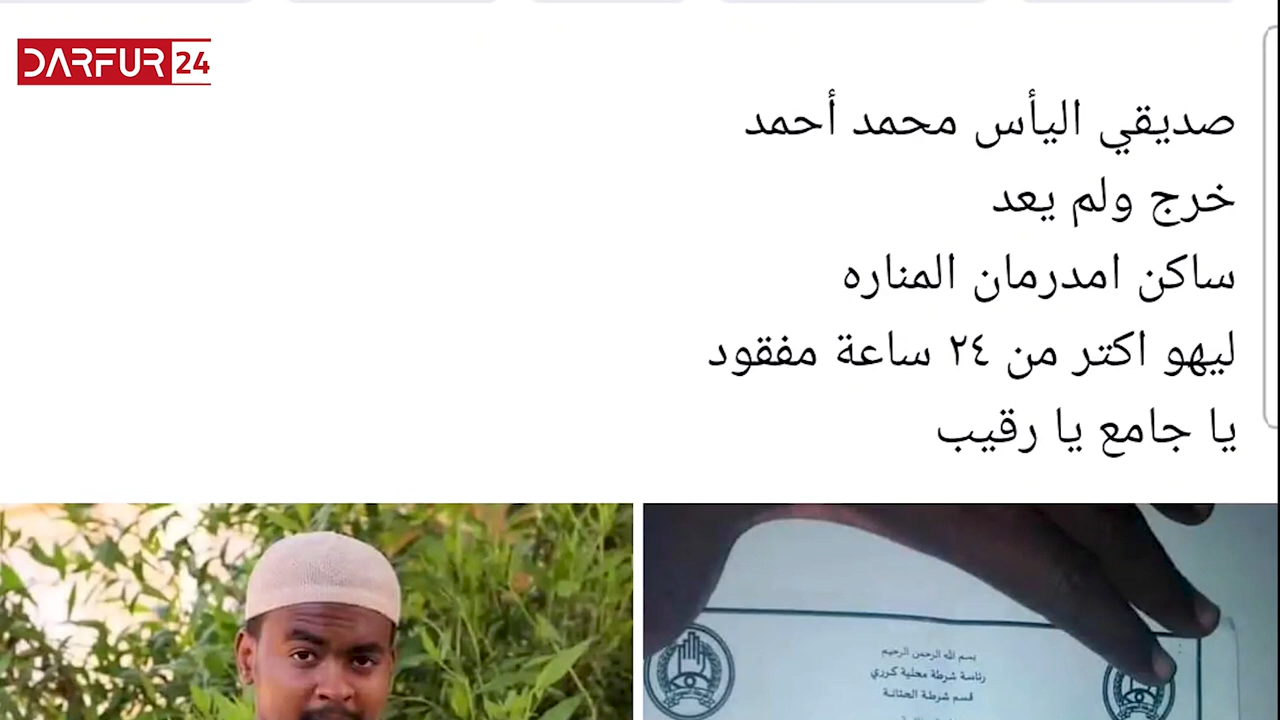 DARFUR 24
صديقي اليأس محمد أحمد
خرج ولم يعد
ساكن امدرمان المناره
ليهو اكتر من ٢٤ ساعة مفقود
يا جامع يا رقيب
بسم الله الرحمن الرحيم
رئاسة شرطة محلية كرري
قسم شرطة الحتانة